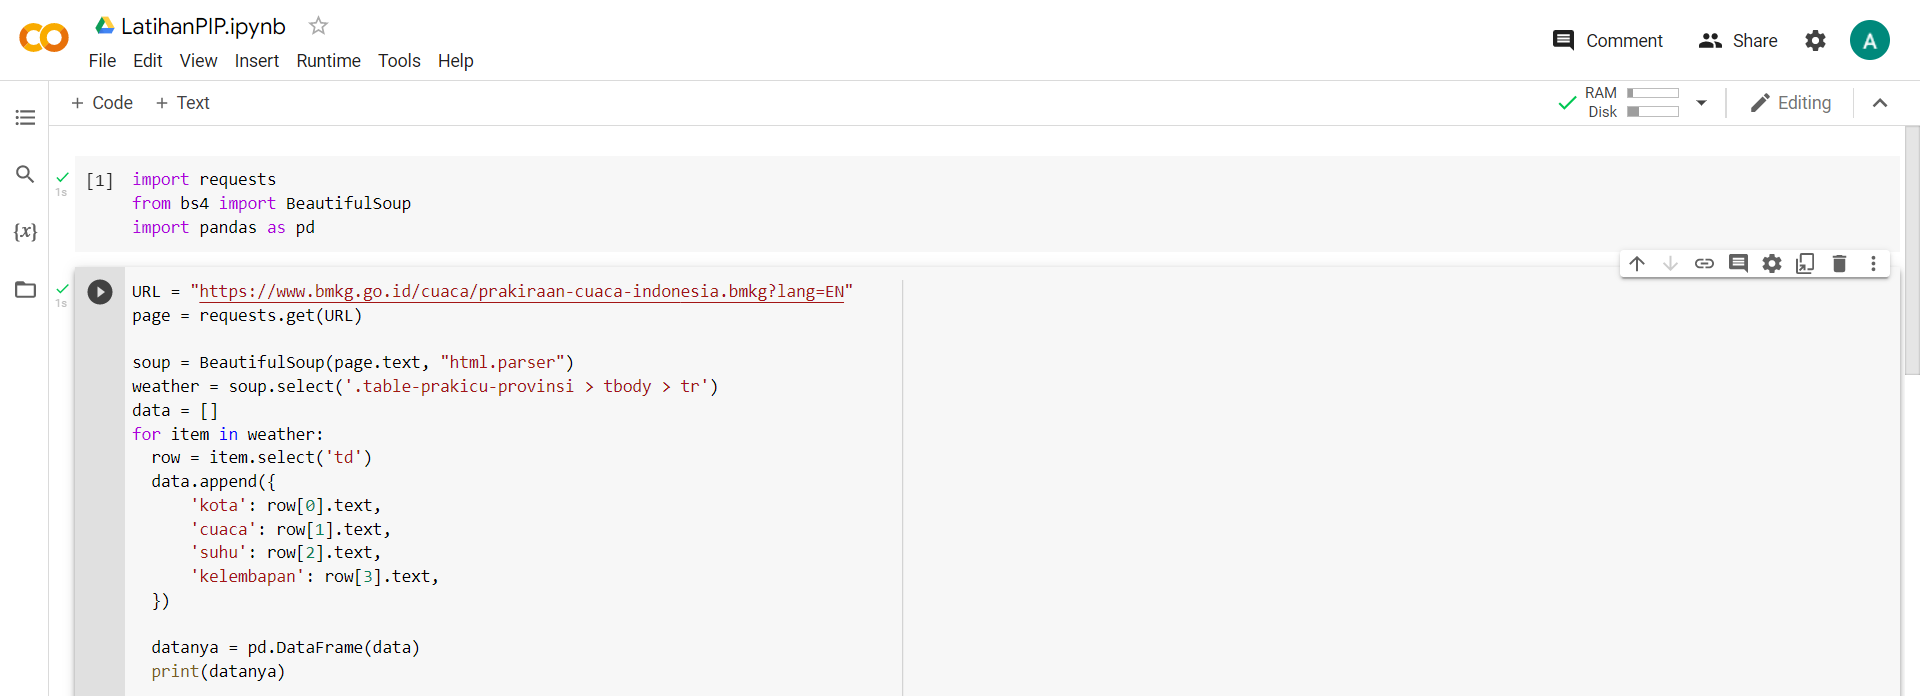 LatihanPIP.ipynb
File Edit View Insert Runtime Tools Help
Comment Share A
+ Code + Text
RAM
Disk
Editing
{x}
1s
[1]
import requests
from bs4 import BeautifulSoup
import pandas as pd
1s
URL = "https://www.bmkg.go.id/cuaca/prakiraan-cuaca-indonesia.bmkg?lang=EN"
page = requests.get(URL)
soup = BeautifulSoup(page.text, "html.parser")
weather = soup.select('.table-prakicu-provinsi > tbody > tr')
data = []
for item in weather:
  row = item.select('td')
  data.append({
      'kota': row[0].text,
      'cuaca': row[1].text,
      'suhu': row[2].text,
      'kelembapan': row[3].text,
  })
  datanya = pd.DataFrame(data)
  print(datanya)